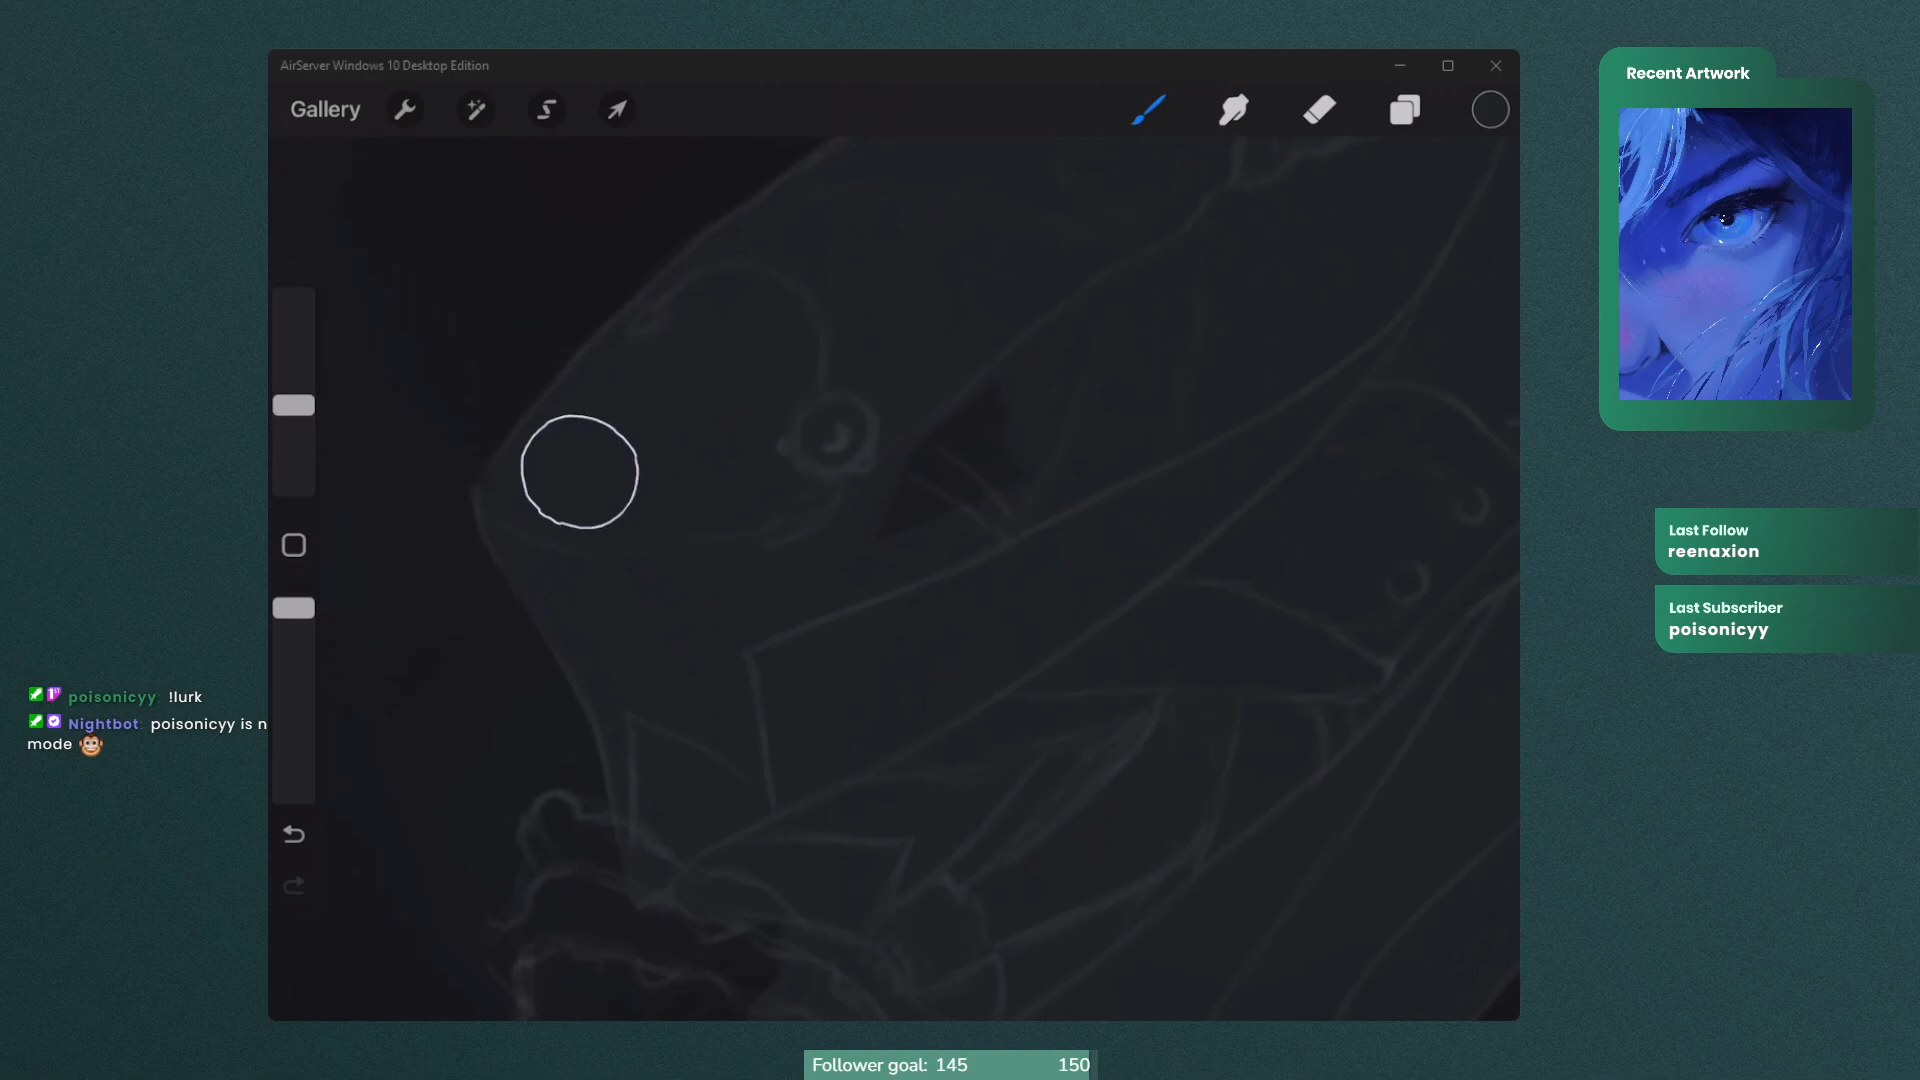 AirServer Windows 10 Desktop Edition
Gallery
Recent Artwork
Last Follow
reenaxion
Last Subscriber
poisonicyy
poisonicyy: !lurk
Nightbot: poisonicyy is n
mode
Follower goal: 145 150